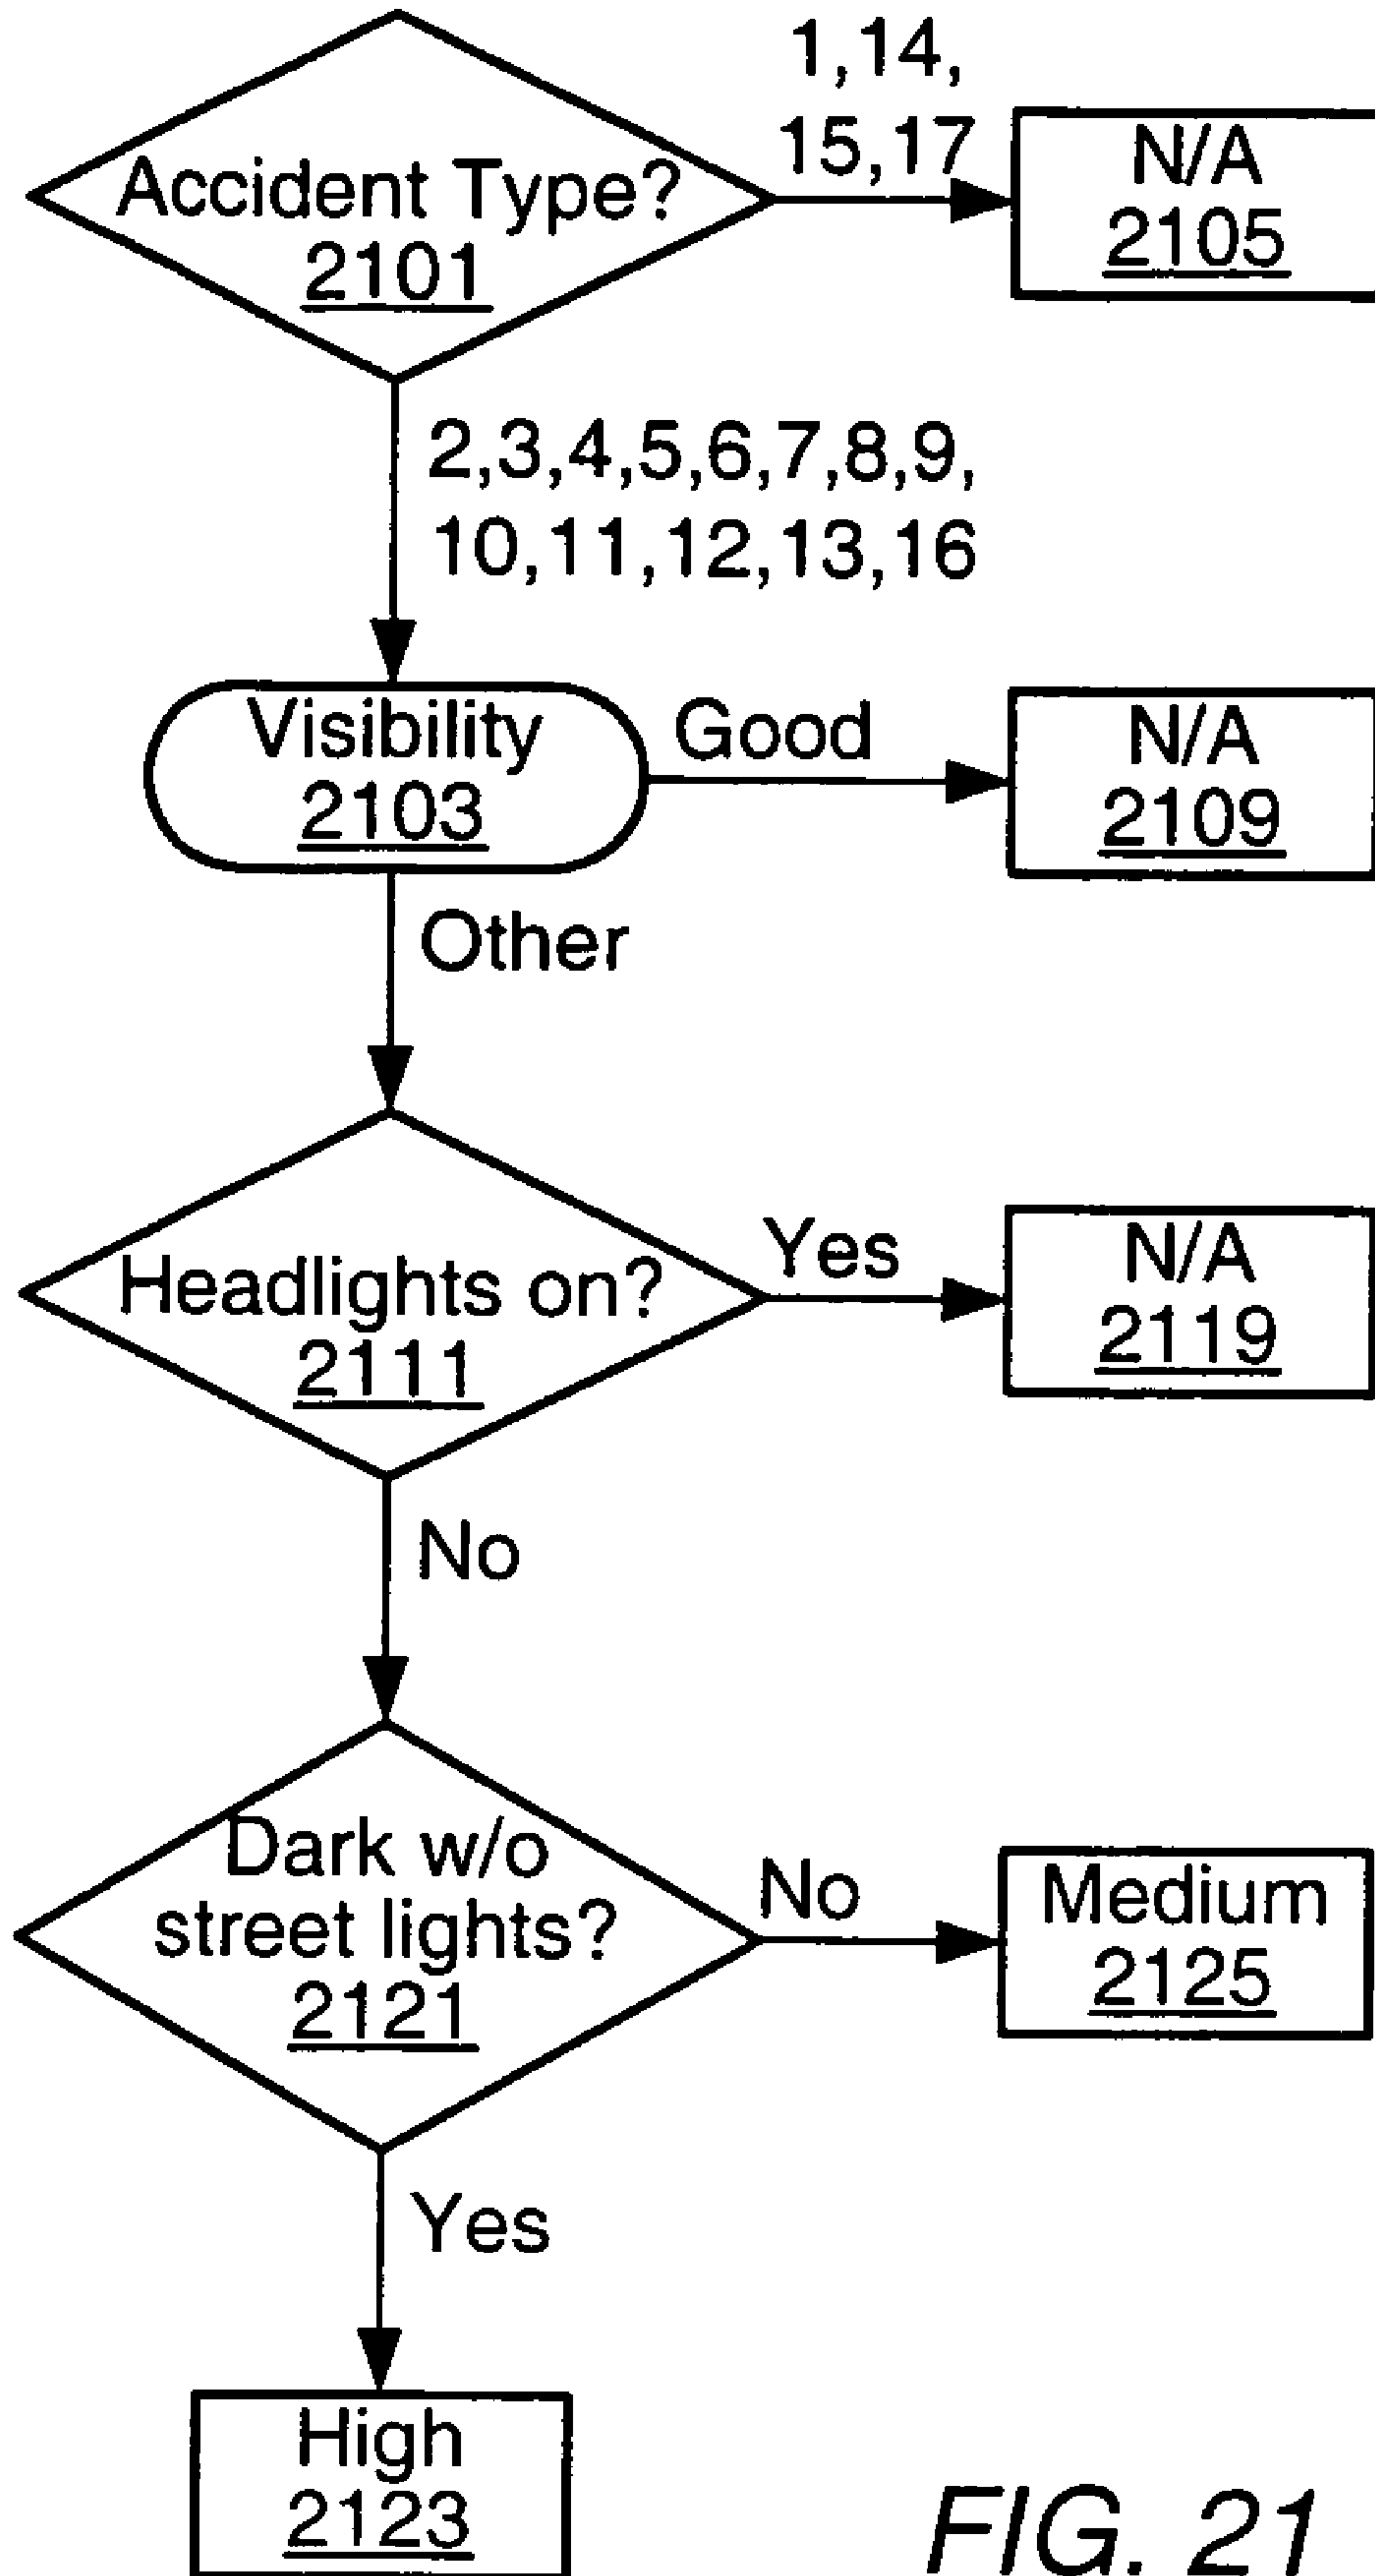 1,14,
15,17
Accident Type?
2101
N/A
2105
2,3,4,5,6,7,8,9,
10,11,12,13,16
Visibility
2103
Good
N/A
2109
Other
Headlights on?
2111
Yes
N/A
2119
No
Dark w/o
street lights?
2121
No
Medium
2125
Yes
High
2123
FIG. 21